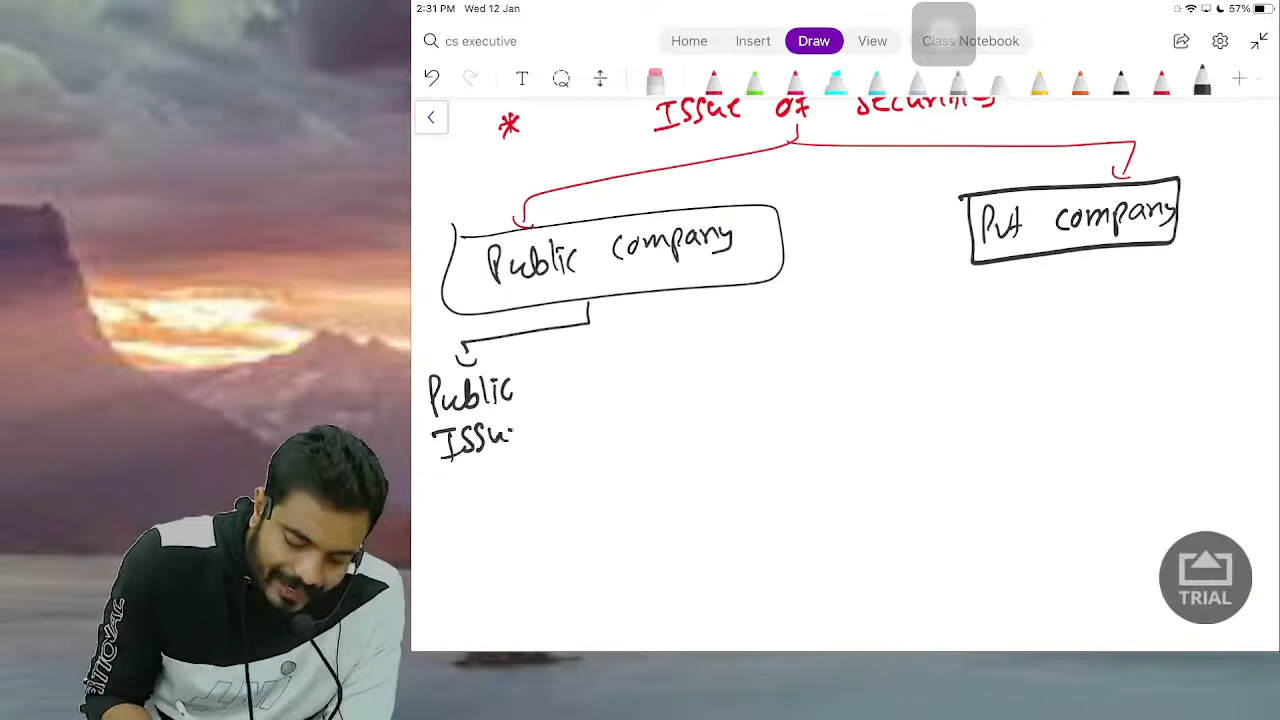 2:31 PM Wed 12 Jan
57%
cs executive
Home Insert Draw View Class Notebook
* Issue of securities
Public company
Pvt company
Public
Issu
TRIAL